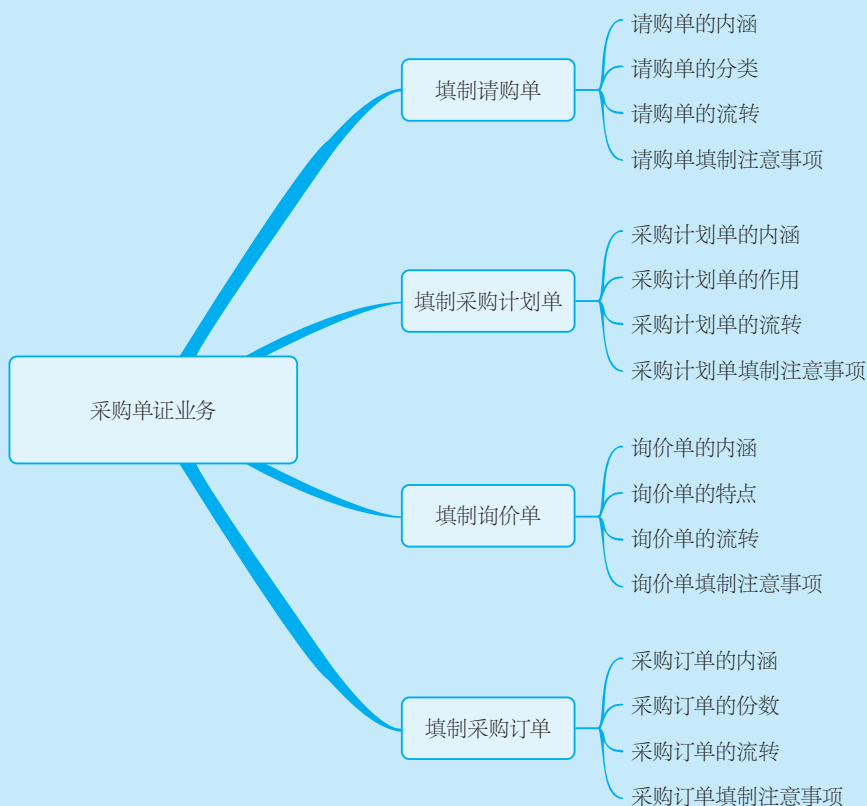 采购单证业务
填制请购单
请购单的内涵
请购单的分类
请购单的流转
请购单填制注意事项
填制采购计划单
采购计划单的内涵
采购计划单的作用
采购计划单的流转
采购计划单填制注意事项
填制询价单
询价单的内涵
询价单的特点
询价单的流转
询价单填制注意事项
填制采购订单
采购订单的内涵
采购订单的份数
采购订单的流转
采购订单填制注意事项